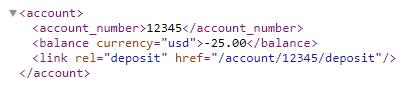 ▼<account>
<account_number>12345</account_number>
<balance currency="usd">-25.00</balance>
<link rel="deposit" href="/account/12345/deposit"/>
</account>